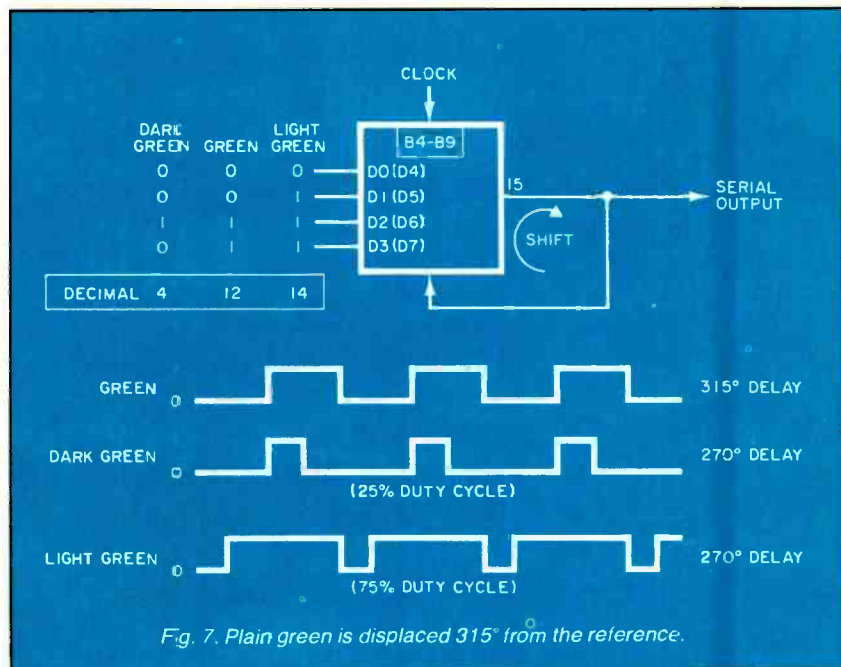 CLOCK
DARK GREEN GREEN LIGHT GREEN
B4-B9
0 0 0 D0(D4)
0 0 1 D1(D5)
1 1 1 D2(D6)
0 1 1 D3(D7)
15
SERIAL OUTPUT
SHIFT
DECIMAL 4 12 14
GREEN 0 315° DELAY
DARK GREEN 0 270° DELAY
(25% DUTY CYCLE)
LIGHT GREEN 0 270° DELAY
(75% DUTY CYCLE)
Fig. 7. Plain green is displaced 315° from the reference.